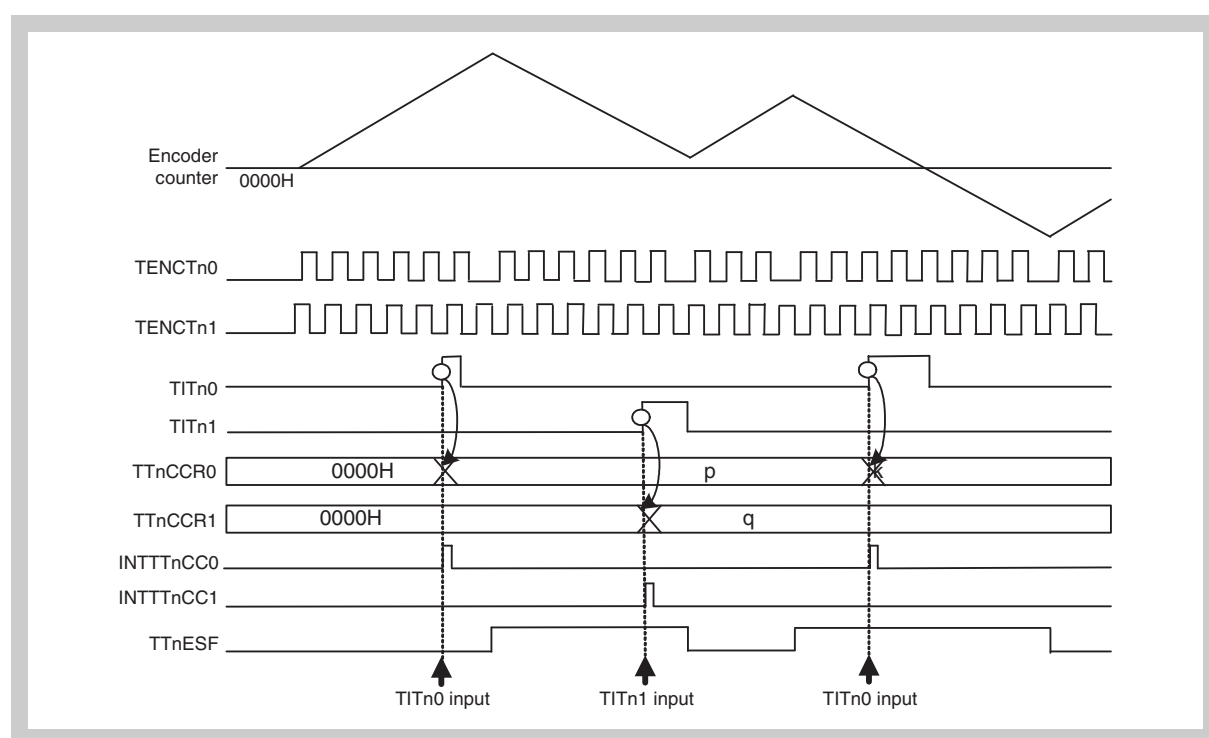 Encoder
counter
0000H
TENCTn0
TENCTn1
TITn0
TITn1
TTnCCR0 0000H p
TTnCCR1 0000H q
INTTTnCC0
INTTTnCC1
TTnESF
TITn0 input TITn1 input TITn0 input